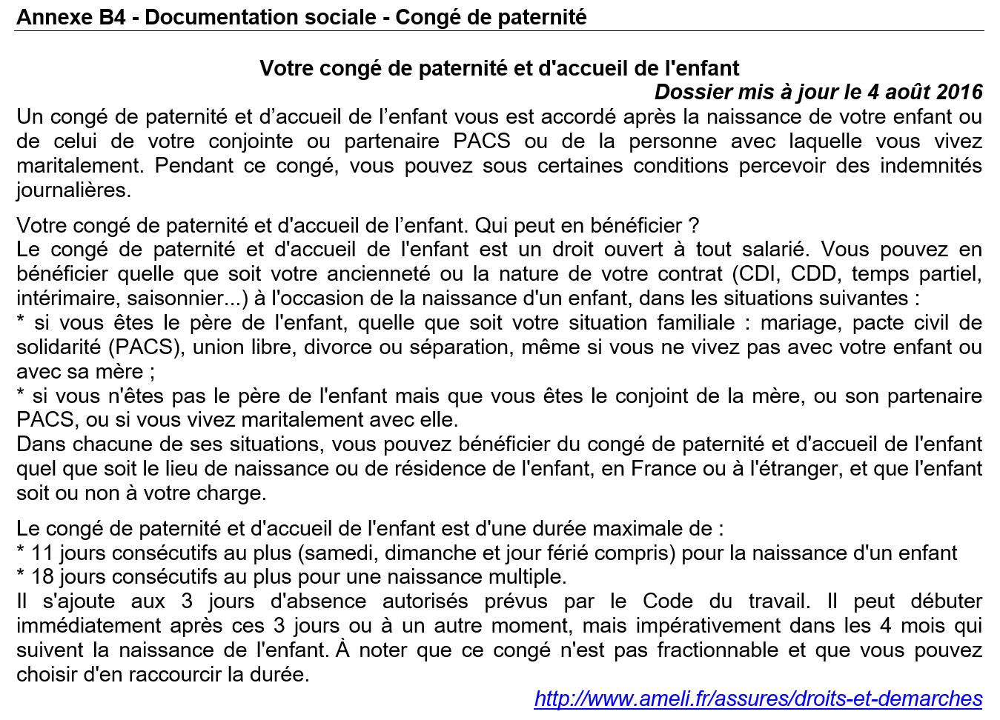 Annexe B4 - Documentation sociale - Congé de paternité
Votre congé de paternité et d'accueil de l'enfant
Dossier mis à jour le 4 août 2016
Un congé de paternité et d’accueil de l’enfant vous est accordé après la naissance de votre enfant ou
de celui de votre conjointe ou partenaire PACS ou de la personne avec laquelle vous vivez
maritalement. Pendant ce congé, vous pouvez sous certaines conditions percevoir des indemnités
journalières.
Votre congé de paternité et d'accueil de l’enfant. Qui peut en bénéficier ?
Le congé de paternité et d'accueil de l'enfant est un droit ouvert à tout salarié. Vous pouvez en
bénéficier quelle que soit votre ancienneté ou la nature de votre contrat (CDI, CDD, temps partiel,
intérimaire, saisonnier...) à l'occasion de la naissance d'un enfant, dans les situations suivantes :
* si vous êtes le père de l'enfant, quelle que soit votre situation familiale : mariage, pacte civil de
solidarité (PACS), union libre, divorce ou séparation, même si vous ne vivez pas avec votre enfant ou
avec sa mère ;
* si vous n'êtes pas le père de l'enfant mais que vous êtes le conjoint de la mère, ou son partenaire
PACS, ou si vous vivez maritalement avec elle.
Dans chacune de ses situations, vous pouvez bénéficier du congé de paternité et d'accueil de l'enfant
quel que soit le lieu de naissance ou de résidence de l'enfant, en France ou à l'étranger, et que l'enfant
soit ou non à votre charge.
Le congé de paternité et d'accueil de l'enfant est d'une durée maximale de :
* 11 jours consécutifs au plus (samedi, dimanche et jour férié compris) pour la naissance d'un enfant
* 18 jours consécutifs au plus pour une naissance multiple.
Il s'ajoute aux 3 jours d'absence autorisés prévus par le Code du travail. Il peut débuter
immédiatement après ces 3 jours ou à un autre moment, mais impérativement dans les 4 mois qui
suivent la naissance de l'enfant. À noter que ce congé n'est pas fractionnable et que vous pouvez
choisir d'en raccourcir la durée.
http://www.ameli.fr/assures/droits-et-demarches